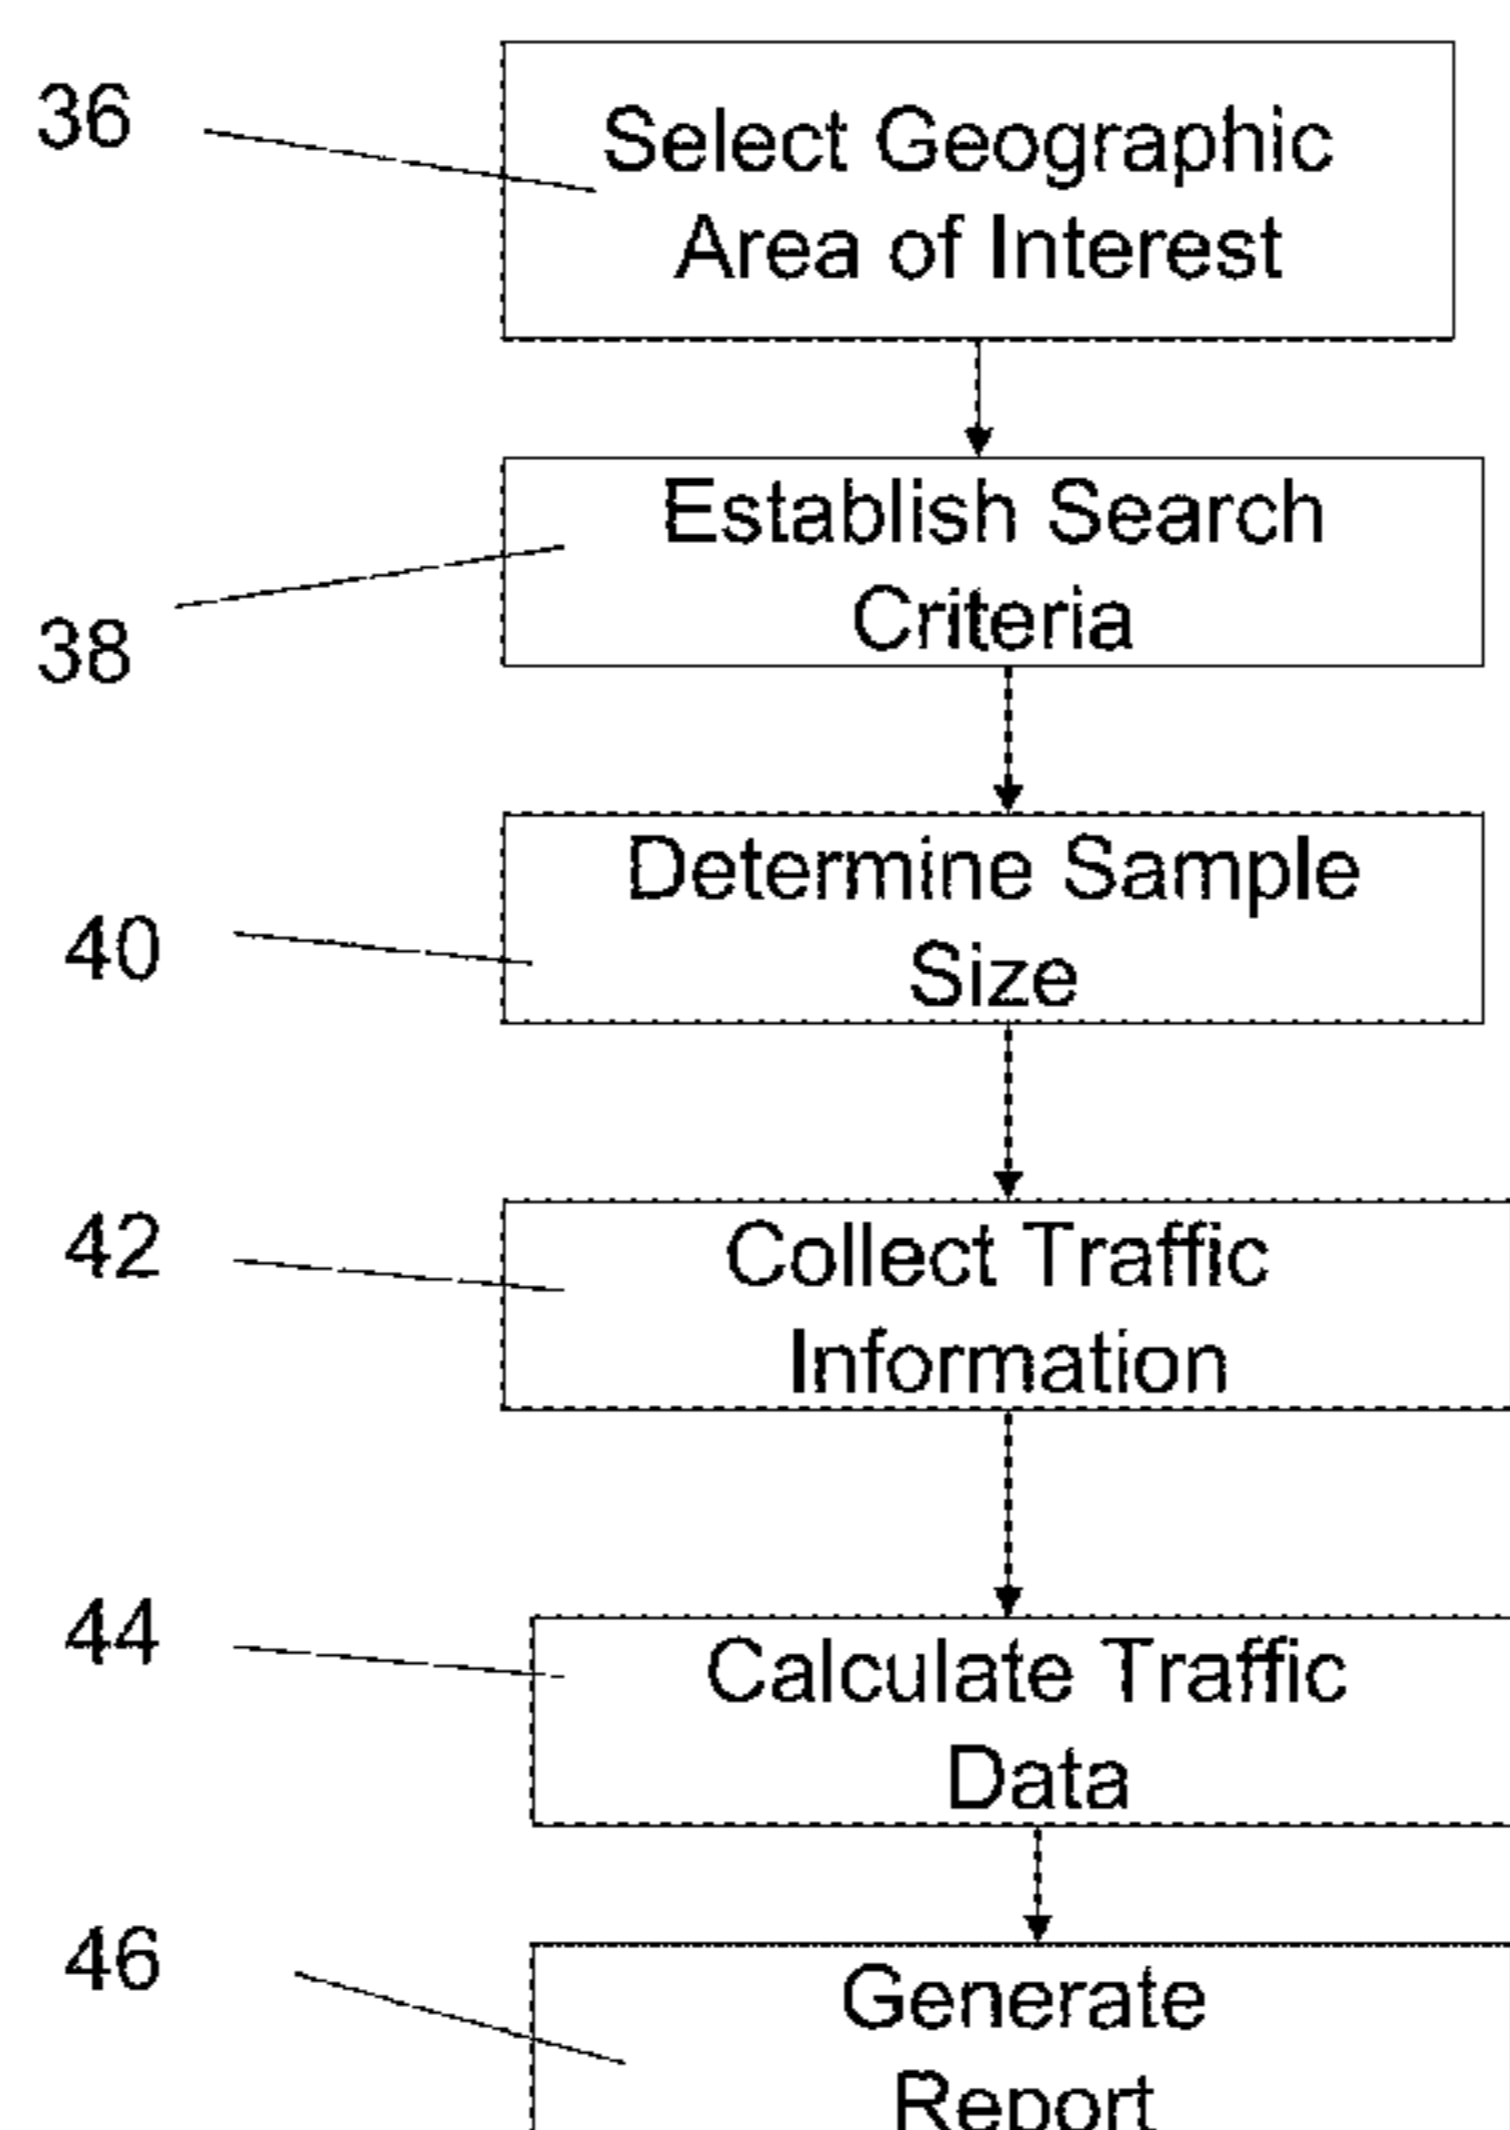 36
Select Geographic
Area of Interest
Establish Search
Criteria
38
Determine Sample
Size
40
42
Collect Traffic
Information
44
Calculate Traffic
Data
46
Generate
Report